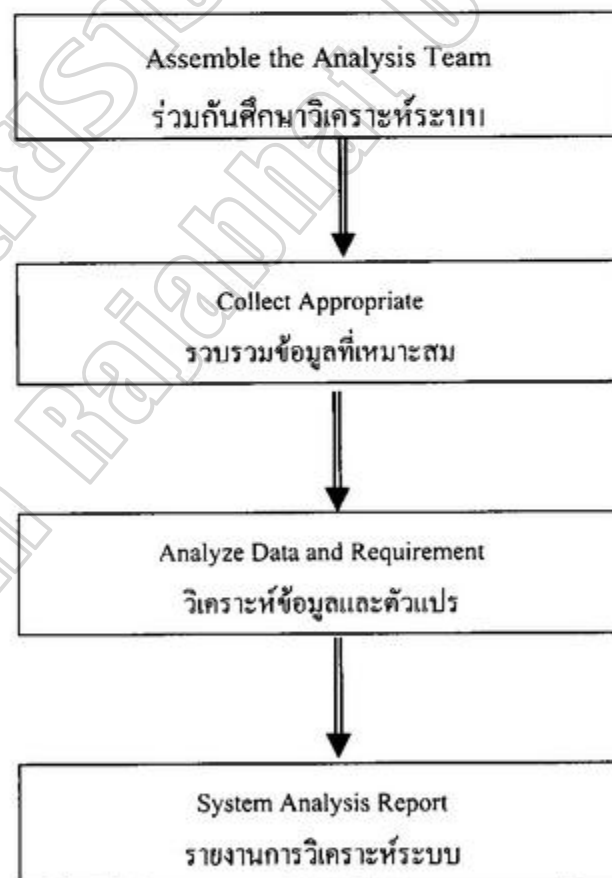 Assemble the Analysis Team
ร่วมกันศึกษาวิเคราะห์ระบบ
Collect Appropriate
รวบรวมข้อมูลที่เหมาะสม
Analyze Data and Requirement
วิเคราะห์ข้อมูลและตัวแปร
System Analysis Report
รายงานการวิเคราะห์ระบบ
Rajabhat